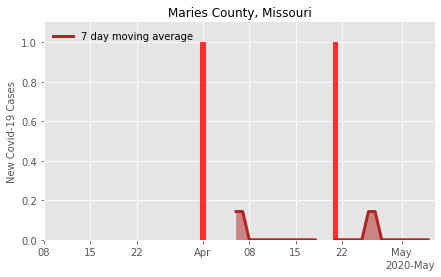 Maries County, Missouri
7 day moving average
New Covid-19 Cases
1.0
0.8
0.6
0.4
0.2
0.0
08 15 22 Apr 08 15 22 May
2020-May